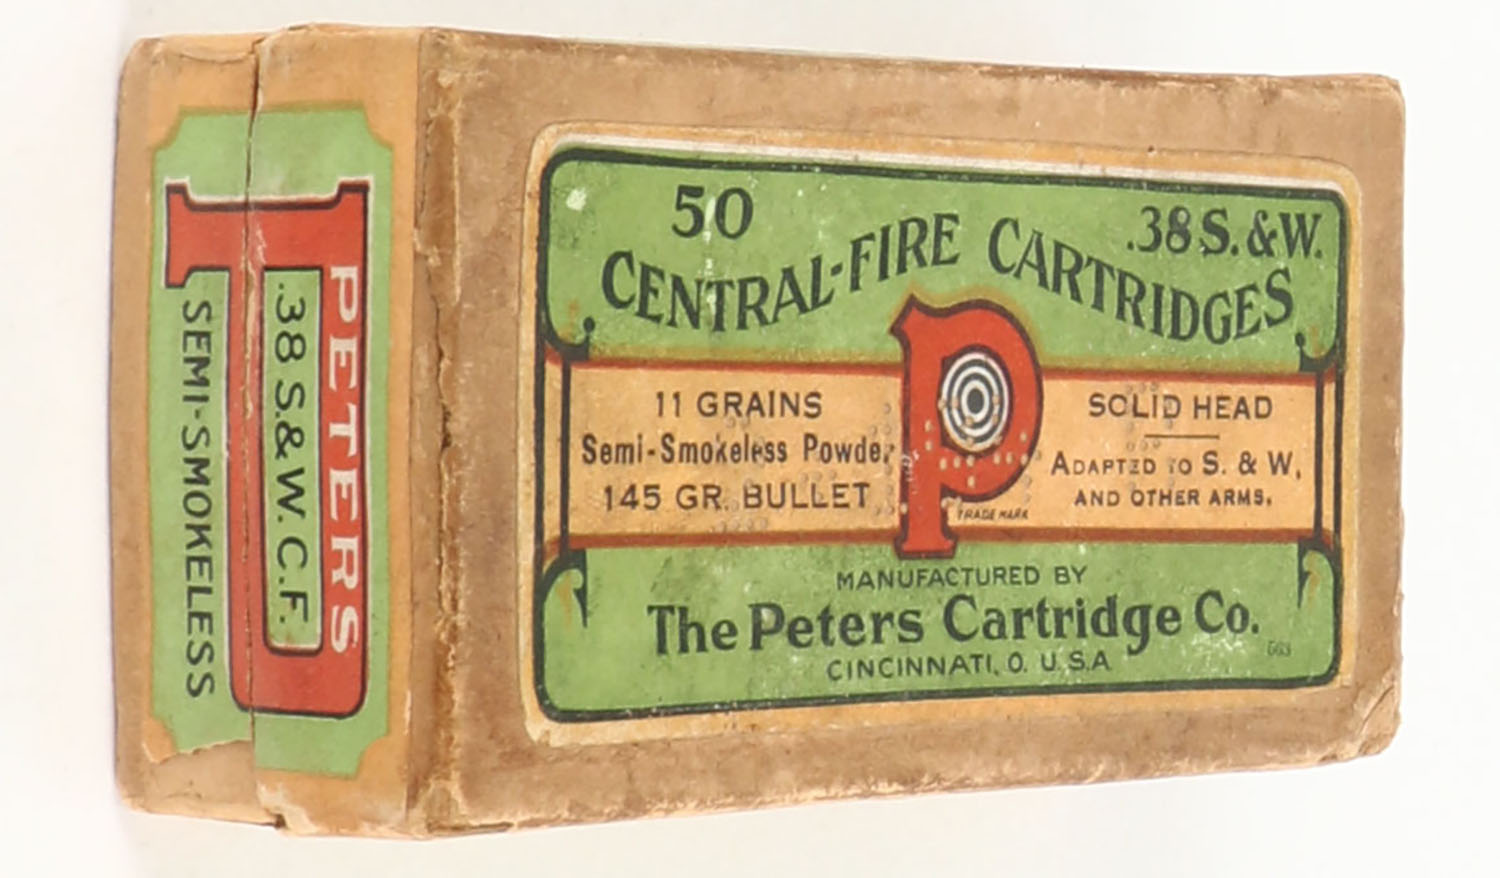 50
.38 S. & W.
CENTRAL-FIRE CARTRIDGES
11 GRAINS
Semi-Smokeless Powder
145 GR. BULLET
P
TRADE MARK
SOLID HEAD
ADAPTED TO S. & W.,
AND OTHER ARMS.
MANUFACTURED BY
The Peters Cartridge Co.
CINCINNATI, O. U.S.A
PETERS
.38 S.&W.C.F.
SEMI-SMOKELESS